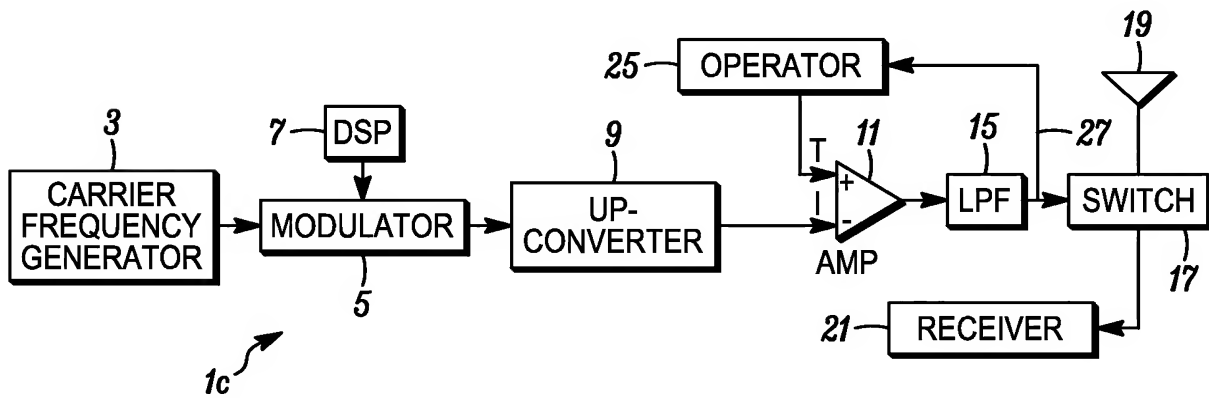 19
25
OPERATOR
3
7
DSP
9
11
15
27
T
+
CARRIER
FREQUENCY
GENERATOR
MODULATOR
UP-
CONVERTER
I
-
LPF
SWITCH
AMP
5
17
21
RECEIVER
1c